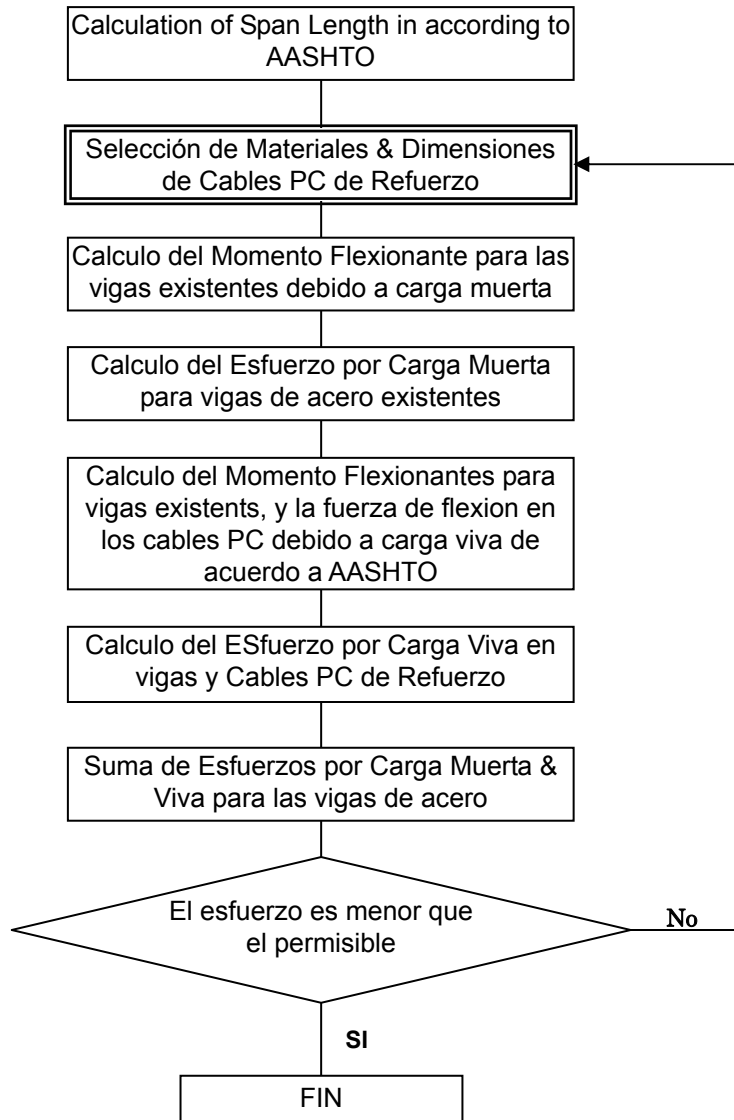 Calculation of Span Length in according to
AASHTO
Selección de Materiales & Dimensiones
de Cables PC de Refuerzo
Calculo del Momento Flexionante para las
vigas existentes debido a carga muerta
Calculo del Esfuerzo por Carga Muerta
para vigas de acero existentes
Calculo del Momento Flexionantes para
vigas existents, y la fuerza de flexion en
los cables PC debido a carga viva de
acuerdo a AASHTO
Calculo del ESfuerzo por Carga Viva en
vigas y Cables PC de Refuerzo
Suma de Esfuerzos por Carga Muerta &
Viva para las vigas de acero
El esfuerzo es menor que
el permisible
No
SI
FIN